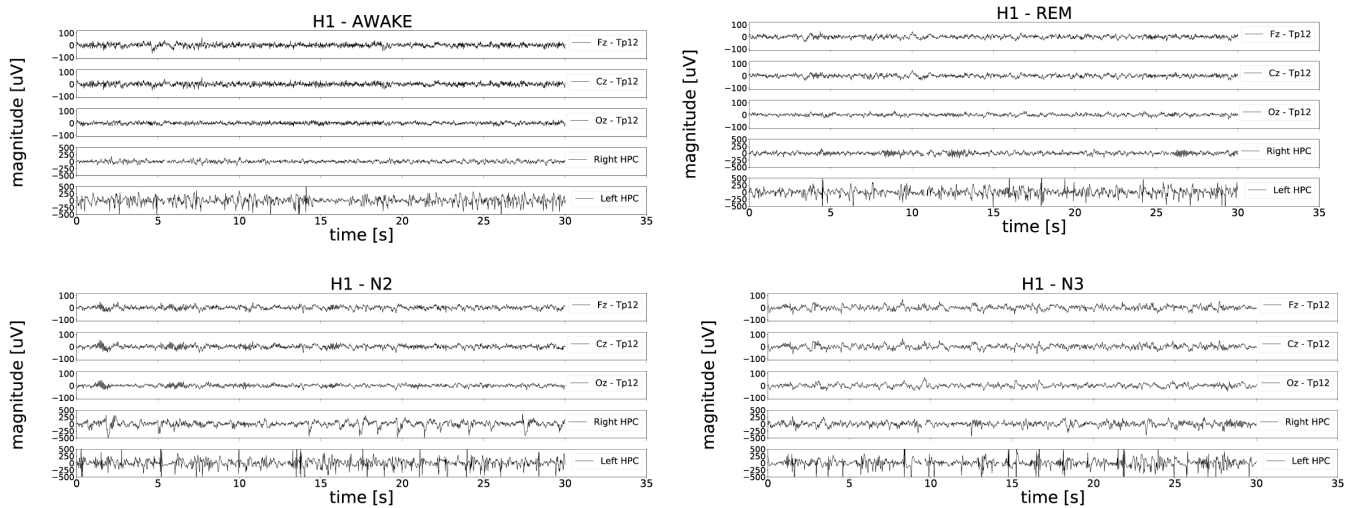 H1 - AWAKE
magnitude [uV]
100
0
−100
Fz - Tp12
100
0
−100
Cz - Tp12
100
0
−100
Oz - Tp12
500
250
0
−250
−500
Right HPC
500
250
0
−250
−500
Left HPC
0 5 10 15 20 25 30 35
time [s]
H1 - REM
magnitude [uV]
100
0
−100
Fz - Tp12
100
0
−100
Cz - Tp12
100
0
−100
Oz - Tp12
500
250
0
−250
−500
Right HPC
500
250
0
−250
−500
Left HPC
0 5 10 15 20 25 30 35
time [s]
H1 - N2
magnitude [uV]
100
0
−100
Fz - Tp12
100
0
−100
Cz - Tp12
100
0
−100
Oz - Tp12
500
250
0
−250
−500
Right HPC
500
250
0
−250
−500
Left HPC
0 5 10 15 20 25 30 35
time [s]
H1 - N3
magnitude [uV]
100
0
−100
Fz - Tp12
100
0
−100
Cz - Tp12
100
0
−100
Oz - Tp12
500
250
0
−250
−500
Right HPC
500
250
0
−250
−500
Left HPC
0 5 10 15 20 25 30 35
time [s]